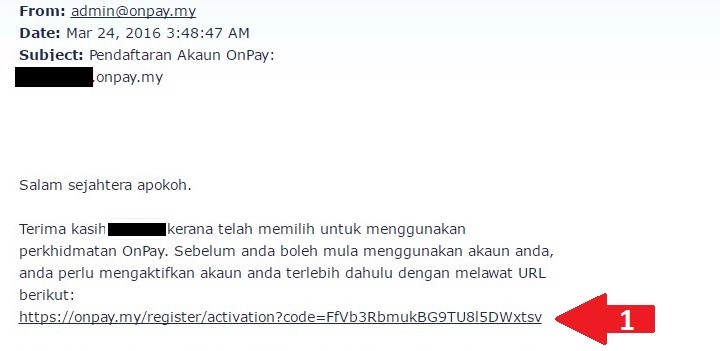 From: admin@onpay.my
Date: Mar 24, 2016 3:48:47 AM
Subject: Pendaftaran Akaun OnPay:
.onpay.my
Salam sejahtera apokoh.
Terima kasih kerana telah memilih untuk menggunakan
perkhidmatan OnPay. Sebelum anda boleh mula menggunakan akaun anda,
anda perlu mengaktifkan akaun anda terlebih dahulu dengan melawat URL
berikut:
https://onpay.my/register/activation?code=FfVb3RbmukBG9TU8l5DWxtsv
1